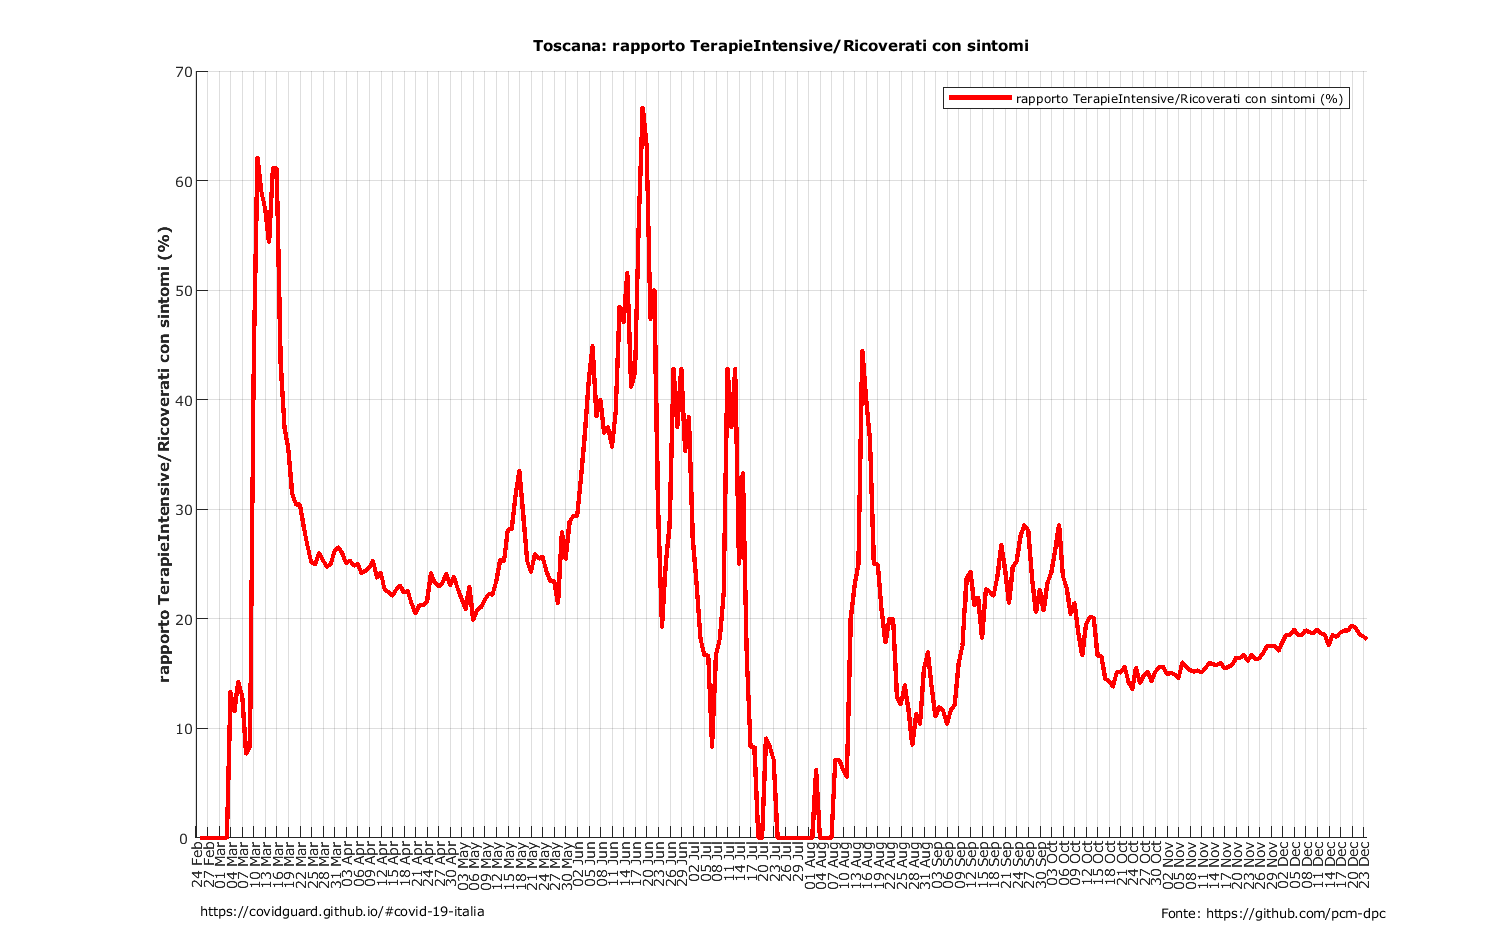 Toscana: rapporto TerapieIntensive/Ricoverati con sintomi
rapporto TerapieIntensive/Ricoverati con sintomi (%)
rapporto TerapieIntensive/Ricoverati con sintomi (%)
70
60
50
40
30
20
10
0
24 Feb
27 Feb
01 Mar
04 Mar
07 Mar
10 Mar
13 Mar
16 Mar
19 Mar
22 Mar
25 Mar
28 Mar
31 Mar
03 Apr
06 Apr
09 Apr
12 Apr
15 Apr
18 Apr
21 Apr
24 Apr
27 Apr
30 Apr
03 May
06 May
09 May
12 May
15 May
18 May
21 May
24 May
27 May
30 May
02 Jun
05 Jun
08 Jun
11 Jun
14 Jun
17 Jun
20 Jun
23 Jun
26 Jun
29 Jun
02 Jul
05 Jul
08 Jul
11 Jul
14 Jul
17 Jul
20 Jul
23 Jul
26 Jul
29 Jul
01 Aug
04 Aug
07 Aug
10 Aug
13 Aug
16 Aug
19 Aug
22 Aug
25 Aug
28 Aug
31 Aug
03 Sep
06 Sep
09 Sep
12 Sep
15 Sep
18 Sep
21 Sep
24 Sep
27 Sep
30 Sep
03 Oct
06 Oct
09 Oct
12 Oct
15 Oct
18 Oct
21 Oct
24 Oct
27 Oct
30 Oct
02 Nov
05 Nov
08 Nov
11 Nov
14 Nov
17 Nov
20 Nov
23 Nov
26 Nov
29 Nov
02 Dec
05 Dec
08 Dec
11 Dec
14 Dec
17 Dec
20 Dec
23 Dec
https://covidguard.github.io/#covid-19-italia
Fonte: https://github.com/pcm-dpc